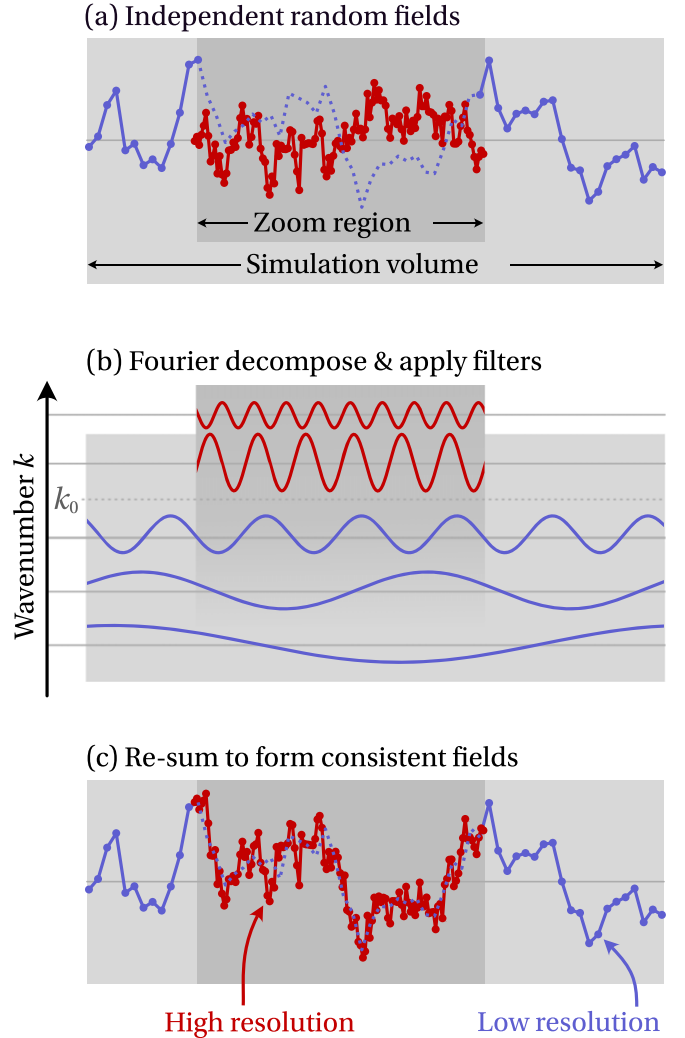 (a) Independent random fields
Zoom region
Simulation volume
(b) Fourier decompose & apply filters
Wavenumber k
k₀
(c) Re-sum to form consistent fields
High resolution
Low resolution